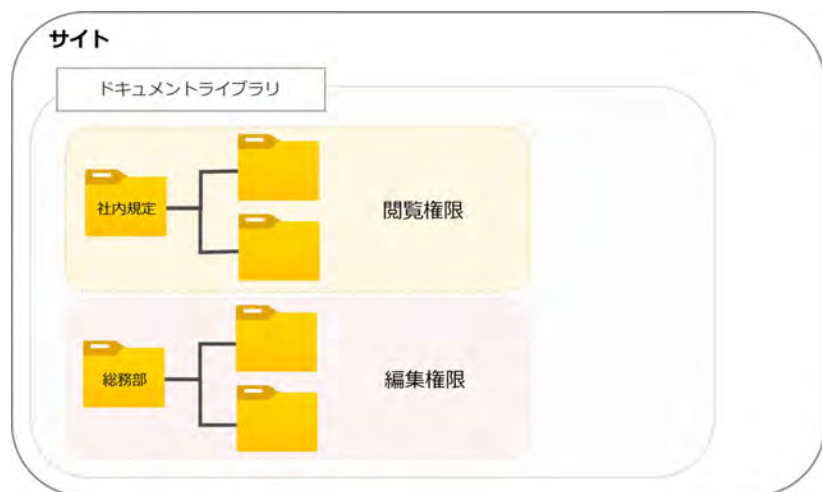 サイト
ドキュメントライブラリ
社内規定
閲覧権限
総務部
編集権限